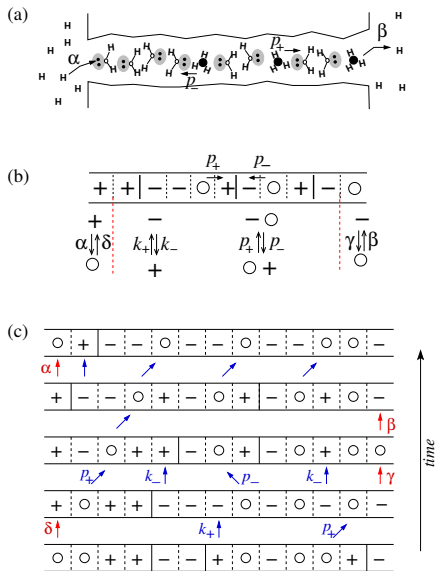 (a)
H H H H H H H H H H H H H H
α
p₊
β
p₋
(b)
p₊ p₋
+ + − − ○ + − ○ + − ○
+ − − ○ −
α δ k₊ k₋ p₊ p₋ γ β
○ + ○ + ○
(c)
○ + − − ○ − − ○ − − ○ ○ −
α
+ − − ○ + − ○ + − ○ + ○ −
β
+ − ○ + + − ○ + − ○ + ○ ○
p₊ k₋ p₋ k₋ γ
+ ○ + + − − − ○ − ○ − ○ −
δ k₊ p₊
○ ○ + + − − + ○ − ○ ○ + −
time